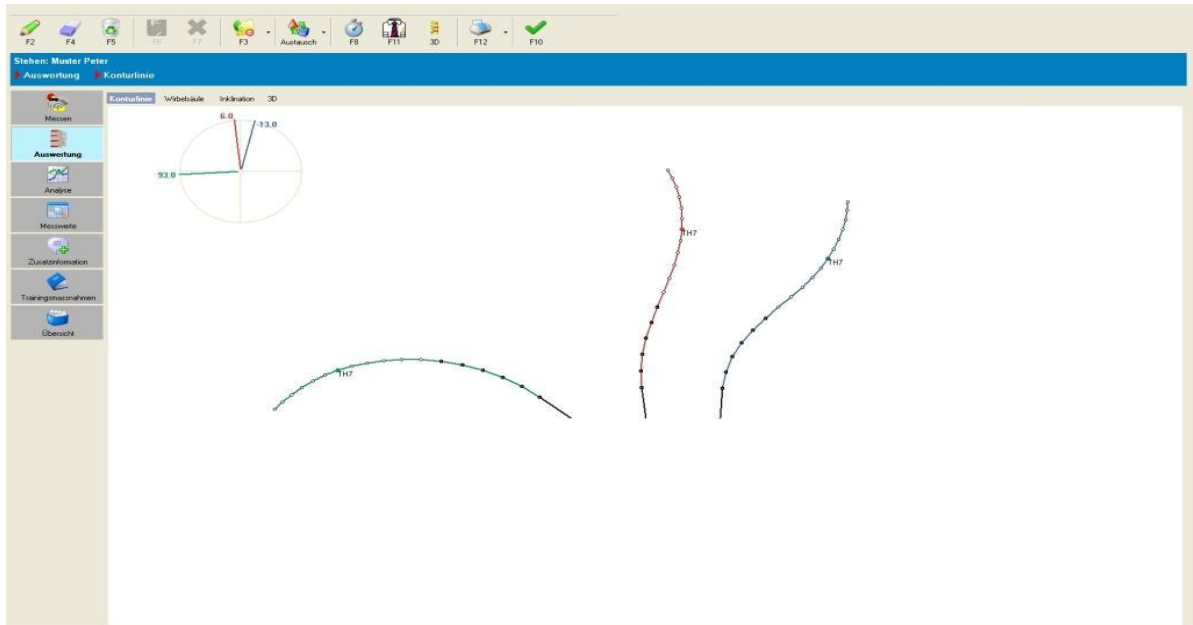 F2 F4 F5 F6 F7 F3 Austausch F8 F11 3D F12 F10
Stehen: Muster Peter
Auswertung Konturlinie
Konturlinie Wirbelsäule Inklination 3D
Messen
Auswertung
Analyse
Messwerte
Zusatzinformation
Trainingsmassnahmen
Übersicht
6.0
-13.0
93.0
TH7
TH7
TH7